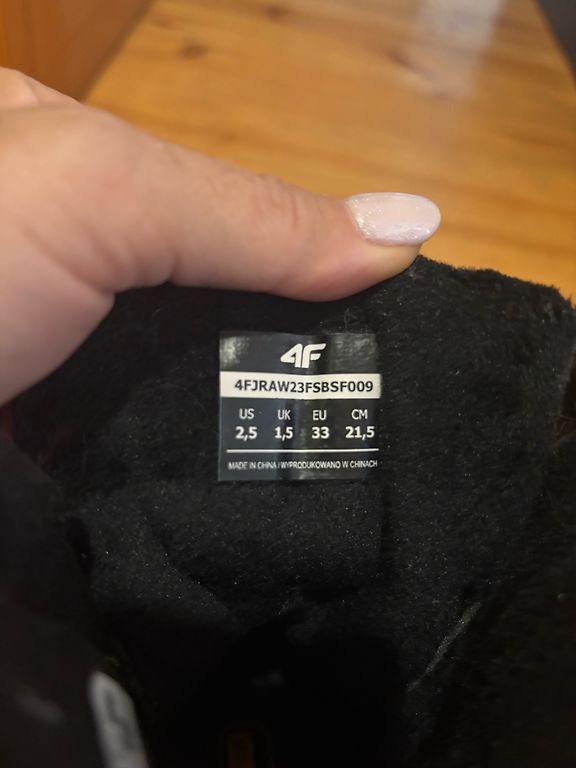 4F
4FJRAW23FSBSF009
US UK EU CM
2,5 1,5 33 21,5
MADE IN CHINA/WYPRODUKOWANO W CHINACH